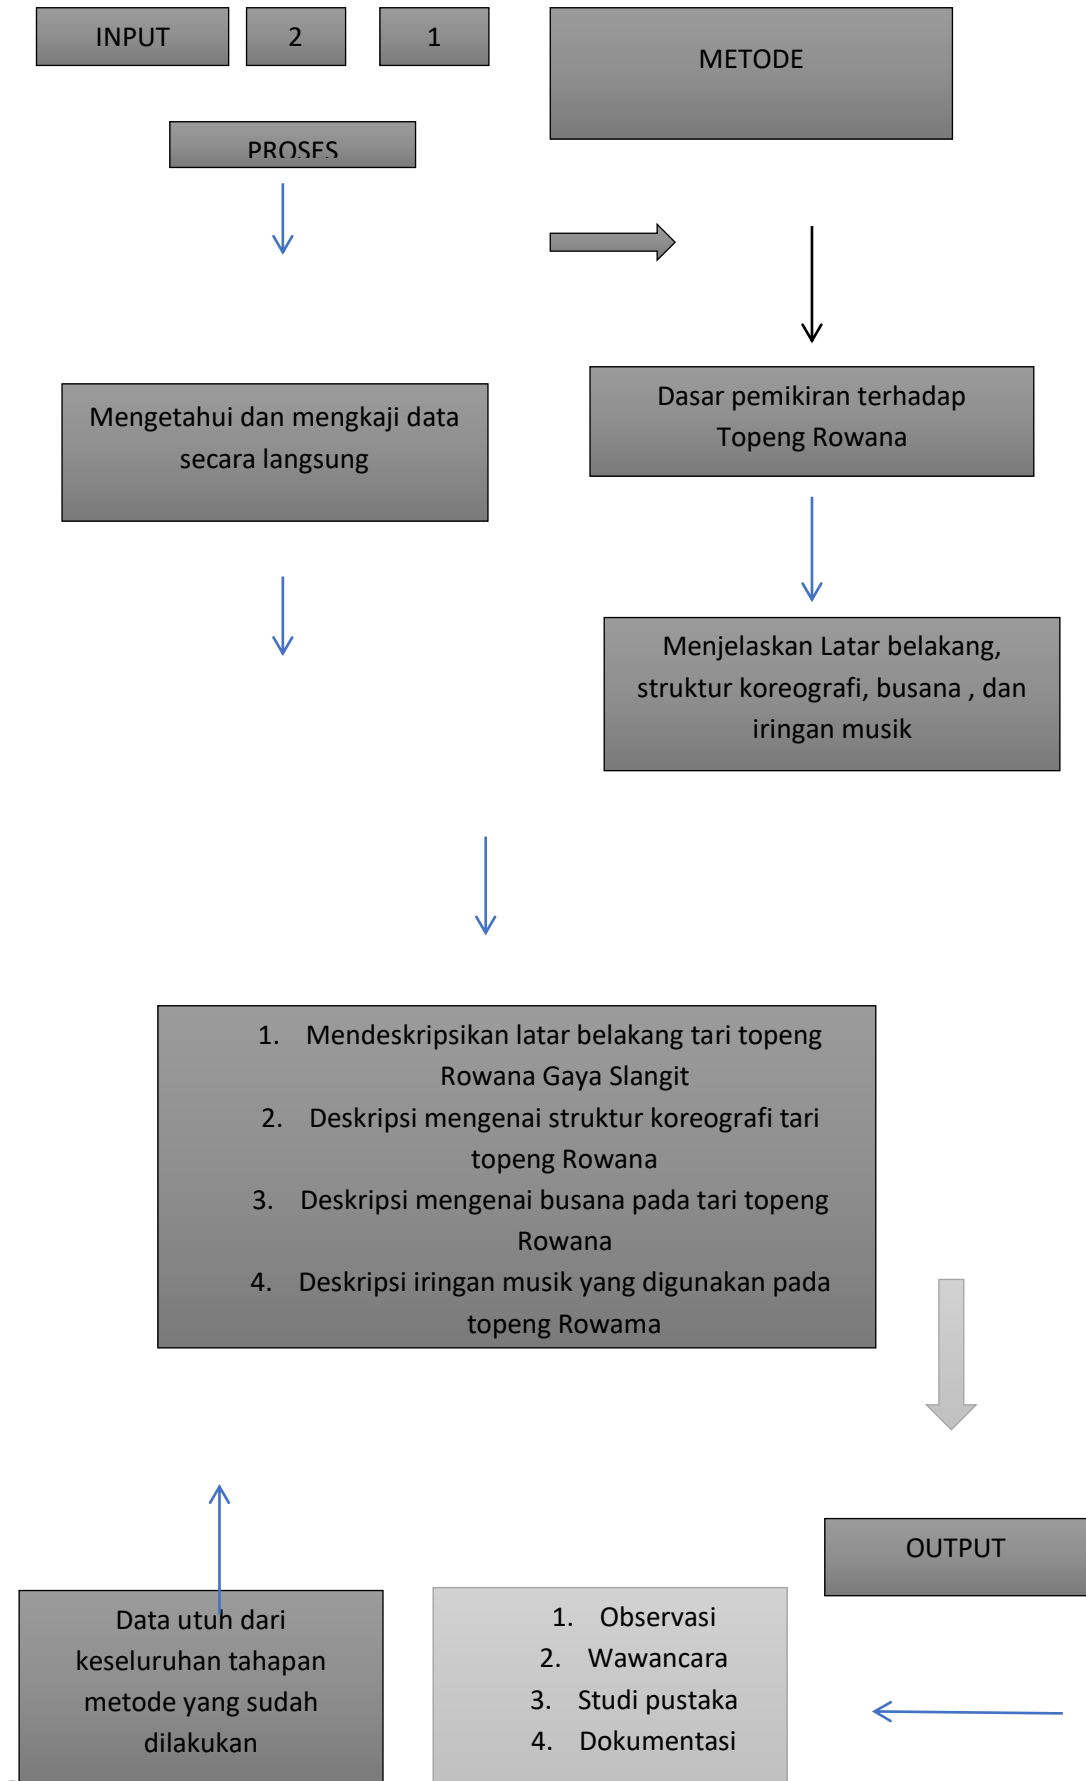 INPUT
2
1
METODE
PROSES
Mengetahui dan mengkaji data
secara langsung
Dasar pemikiran terhadap
Topeng Rowana
Menjelaskan Latar belakang,
struktur koreografi, busana , dan
iringan musik
1. Mendeskripsikan latar belakang tari topeng
Rowana Gaya Slangit
2. Deskripsi mengenai struktur koreografi tari
topeng Rowana
3. Deskripsi mengenai busana pada tari topeng
Rowana
4. Deskripsi iringan musik yang digunakan pada
topeng Rowama
OUTPUT
Data utuh dari
keseluruhan tahapan
metode yang sudah
dilakukan
1. Observasi
2. Wawancara
3. Studi pustaka
4. Dokumentasi